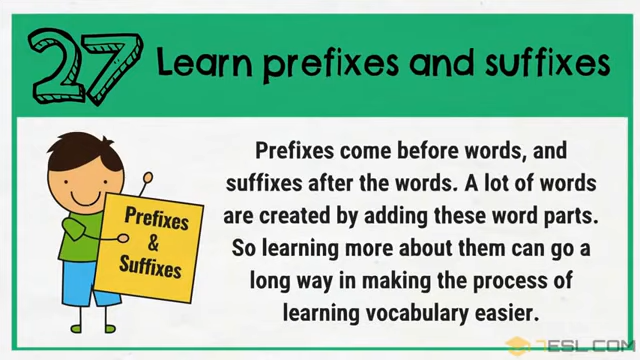 27 Learn prefixes and suffixes
Prefixes come before words, and
suffixes after the words. A lot of words
are created by adding these word parts.
So learning more about them can go a
long way in making the process of
learning vocabulary easier.
Prefixes
&
Suffixes
7ESL.COM